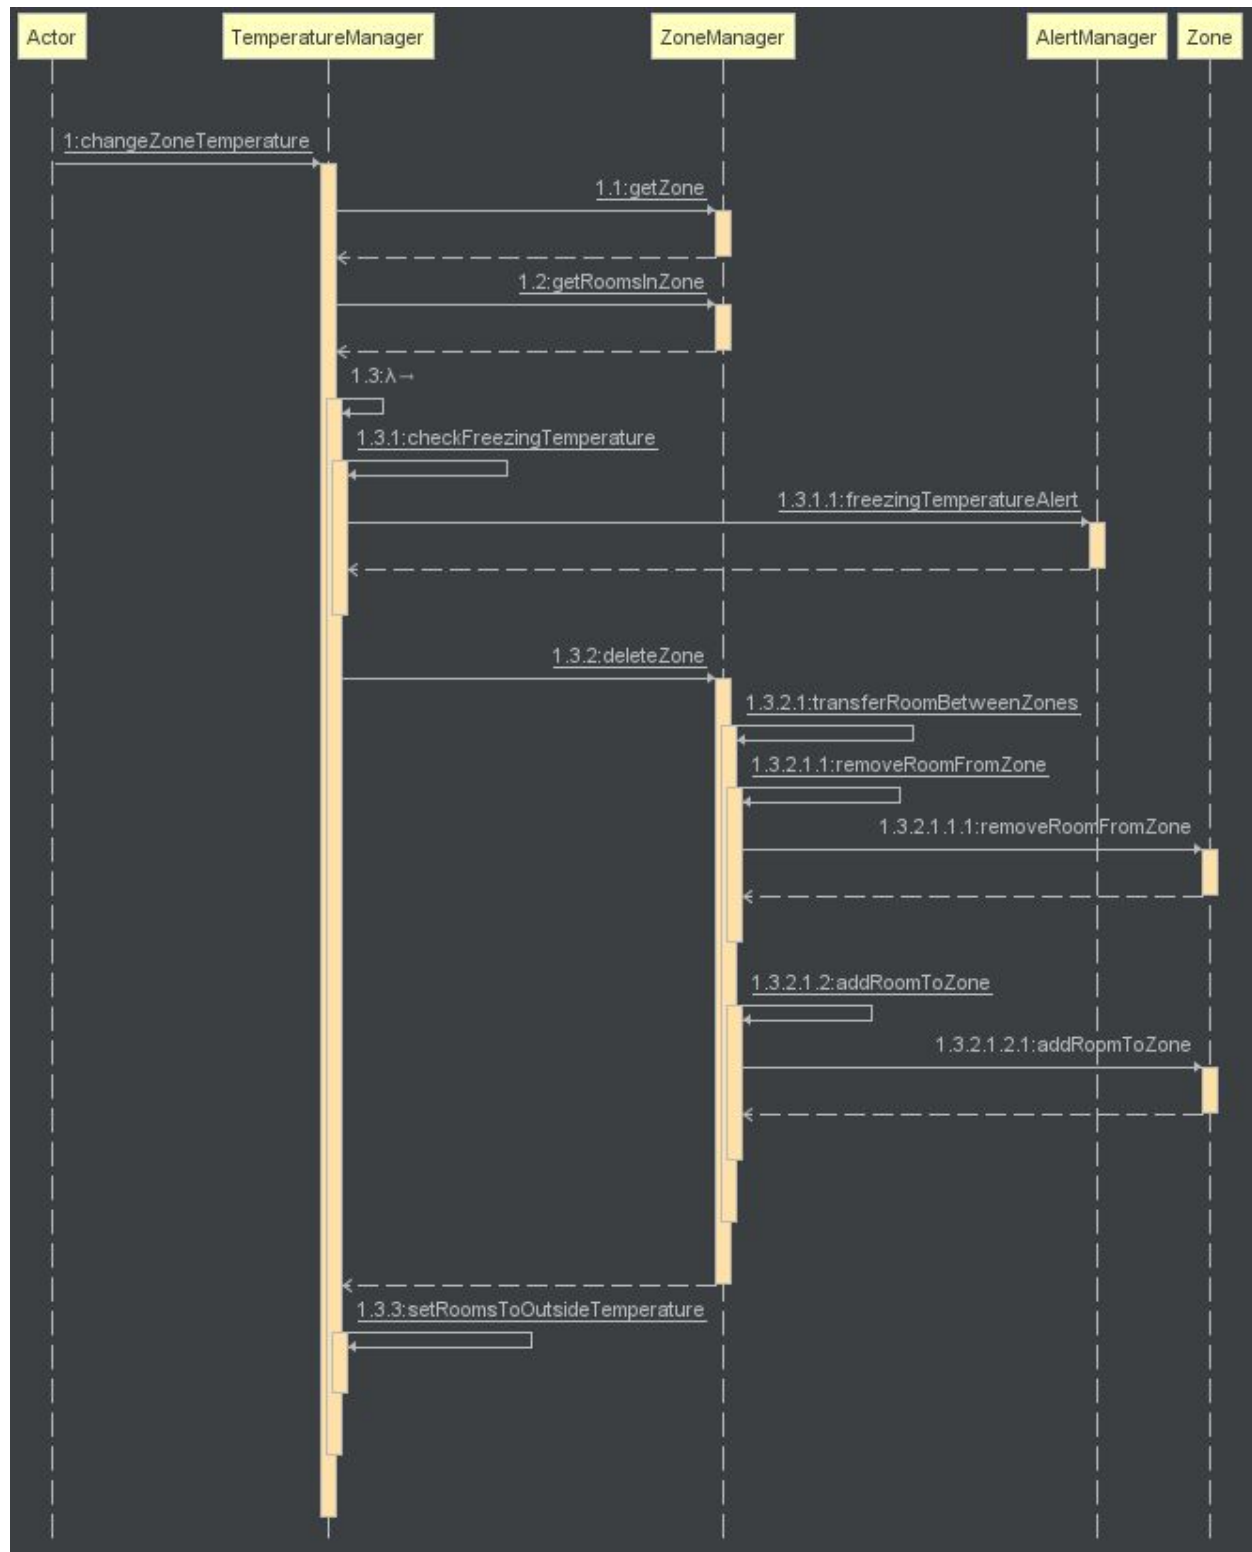 Actor TemperatureManager ZoneManager AlertManager Zone
1:changeZoneTemperature
1.1:getZone
1.2:getRoomsInZone
1.3:λ→
1.3.1:checkFreezingTemperature
1.3.1.1:freezingTemperatureAlert
1.3.2:deleteZone
1.3.2.1:transferRoomBetweenZones
1.3.2.1.1:removeRoomFromZone
1.3.2.1.1.1:removeRoomFromZone
1.3.2.1.2:addRoomToZone
1.3.2.1.2.1:addRoomToZone
1.3.3:setRoomsToOutsideTemperature